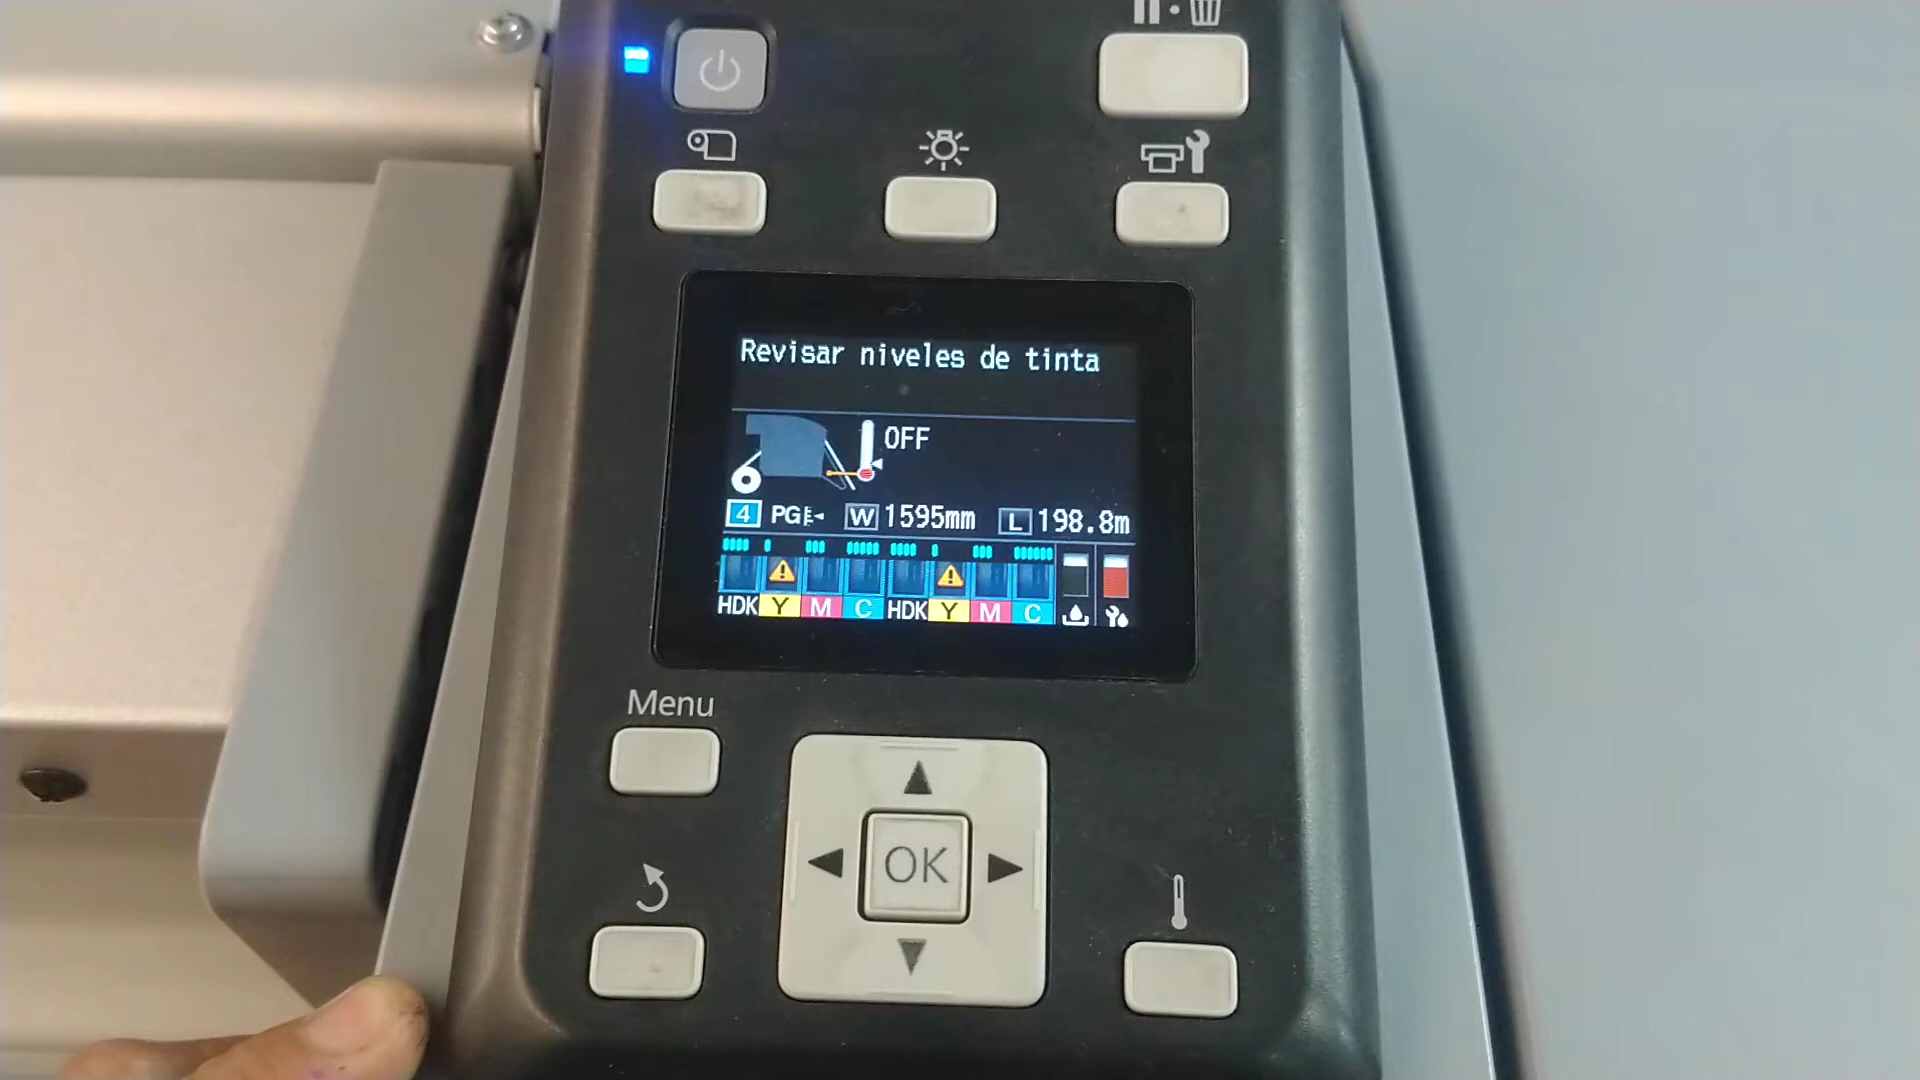 Revisar niveles de tinta
OFF
4 PG W 1595mm L 198.8m
HDK Y M C HDK Y M C
Menu
OK